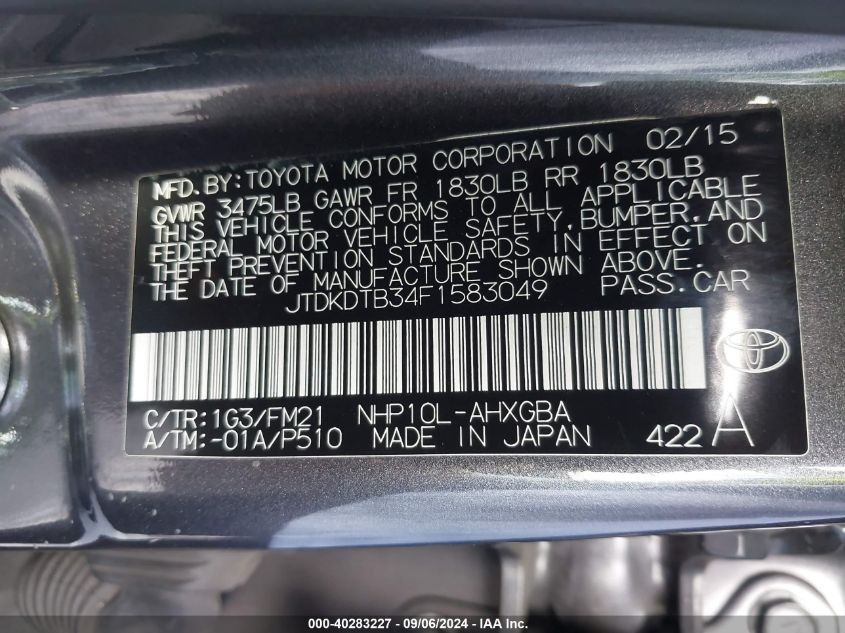 MFD. BY: TOYOTA MOTOR CORPORATION 02/15
GVWR 3475LB GAWR FR 1830LB RR 1830LB
THIS VEHICLE CONFORMS TO ALL APPLICABLE
FEDERAL MOTOR VEHICLE SAFETY, BUMPER, AND
THEFT PREVENTION STANDARDS IN EFFECT ON
THE DATE OF MANUFACTURE SHOWN ABOVE.
JTDKDTB34F1583049 PASS. CAR
C/TR: 1G3/FM21 NHP10L-AHXGBA
A/TM: -01A/P510 MADE IN JAPAN 422 A
000-40283227 - 09/06/2024 - Copyright © 2024 IAA, Inc.